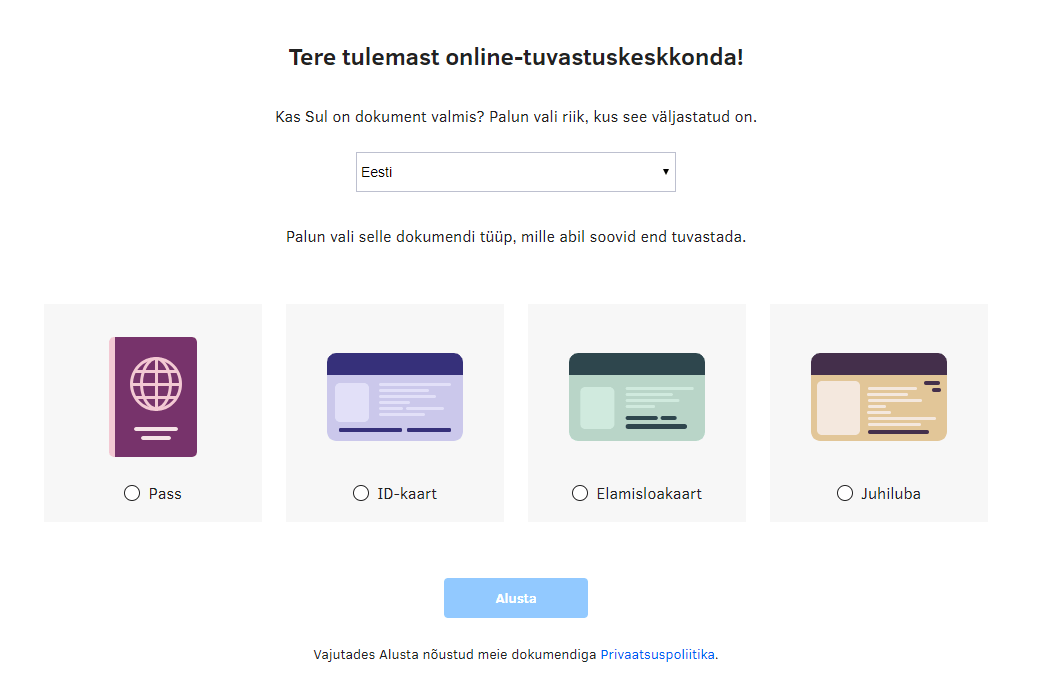 Tere tulemast online-tuvastuskeskkonda!
Kas Sul on dokument valmis? Palun vali riik, kus see väljastatud on.
Eesti
Palun vali selle dokumendi tüüp, mille abil soovid end tuvastada.
Pass
ID-kaart
Elamisloakaart
Juhiluba
Alusta
Vajutades Alusta nõustud meie dokumendiga Privaatsuspoliitika.